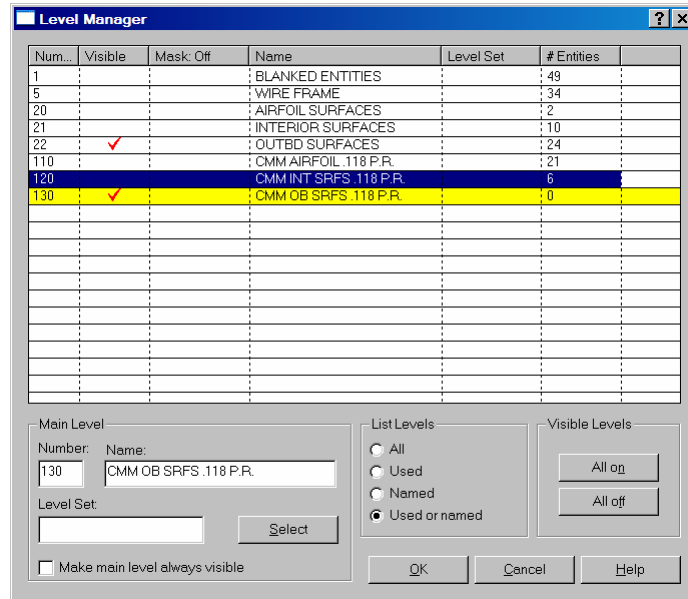 Level Manager
Num... Visible Mask: Off Name Level Set # Entities
1 BLANKED ENTITIES 49
5 WIRE FRAME 34
20 AIRFOIL SURFACES 2
21 INTERIOR SURFACES 10
22 OUTBD SURFACES 24
110 CMM AIRFOIL .118 P.R. 21
120 CMM INT SRFS .118 P.R. 6
130 CMM OB SRFS .118 P.R. 0
Main Level
Number: Name:
130 CMM OB SRFS .118 P.R.
Level Set:
Select
Make main level always visible
List Levels
All
Used
Named
Used or named
Visible Levels
All on
All off
OK Cancel Help